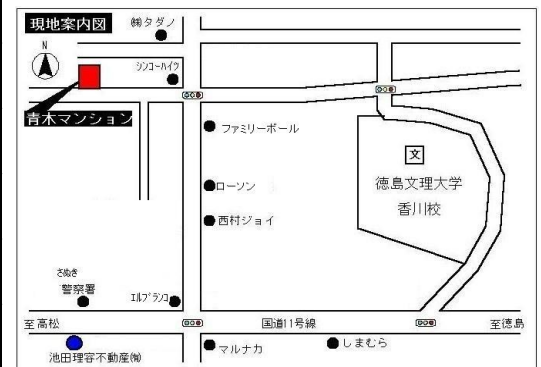 現地案内図
㈱タダノ
N
シンコーハイツ
青木マンション
ファミリーボール
文
徳島文理大学
香川校
ローソン
西村ジョイ
さぬき
警察署
エルブランコ
至高松
国道11号線
至徳島
池田理容不動産㈱
マルナカ
しまむら